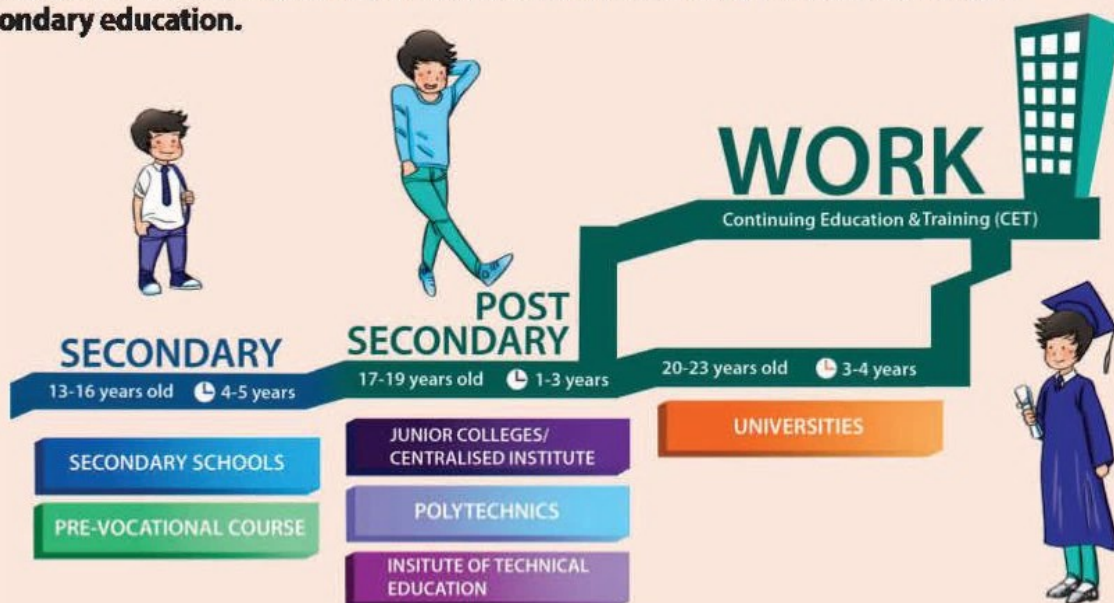 ondary education.
WORK
Continuing Education & Training (CET)
POST
SECONDARY
SECONDARY
13-16 years old 4-5 years
17-19 years old 1-3 years
20-23 years old 3-4 years
SECONDARY SCHOOLS
PRE-VOCATIONAL COURSE
JUNIOR COLLEGES/
CENTRALISED INSTITUTE
POLYTECHNICS
INSITUTE OF TECHNICAL
EDUCATION
UNIVERSITIES